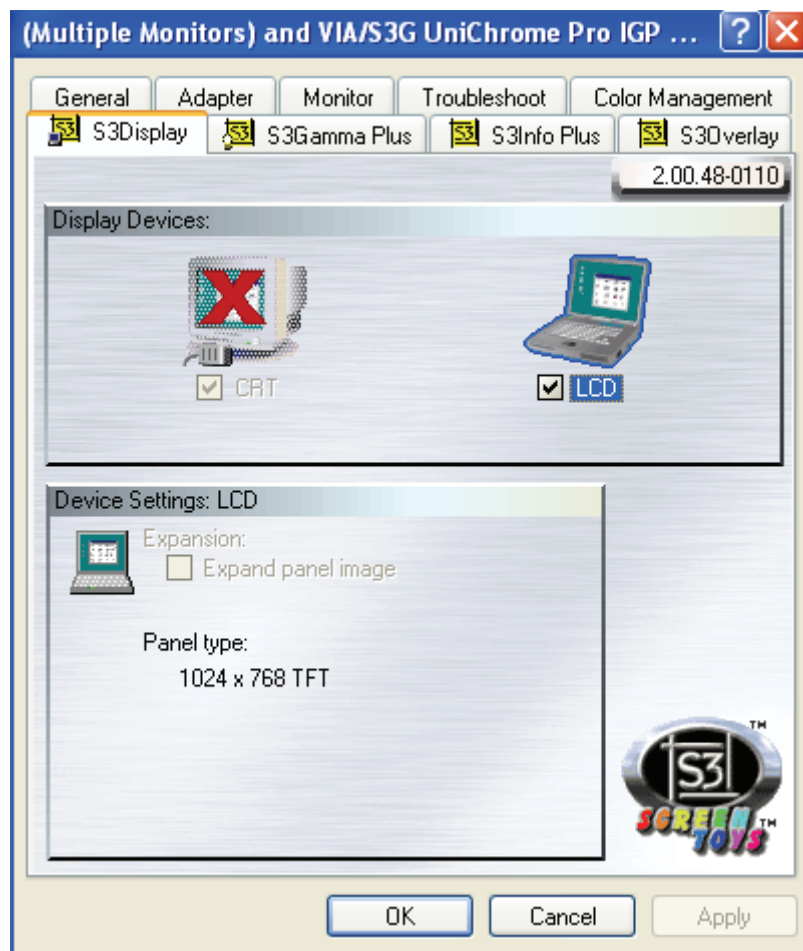 (Multiple Monitors) and VIA/S3G UniChrome Pro IGP ...
General Adapter Monitor Troubleshoot Color Management
S3Display S3Gamma Plus S3Info Plus S3Overlay
2.00.48-0110
Display Devices:
CRT LCD
Device Settings: LCD
Expansion:
Expand panel image
Panel type:
1024 x 768 TFT
TM
S3
SCREEN TM
TOYS
OK Cancel Apply